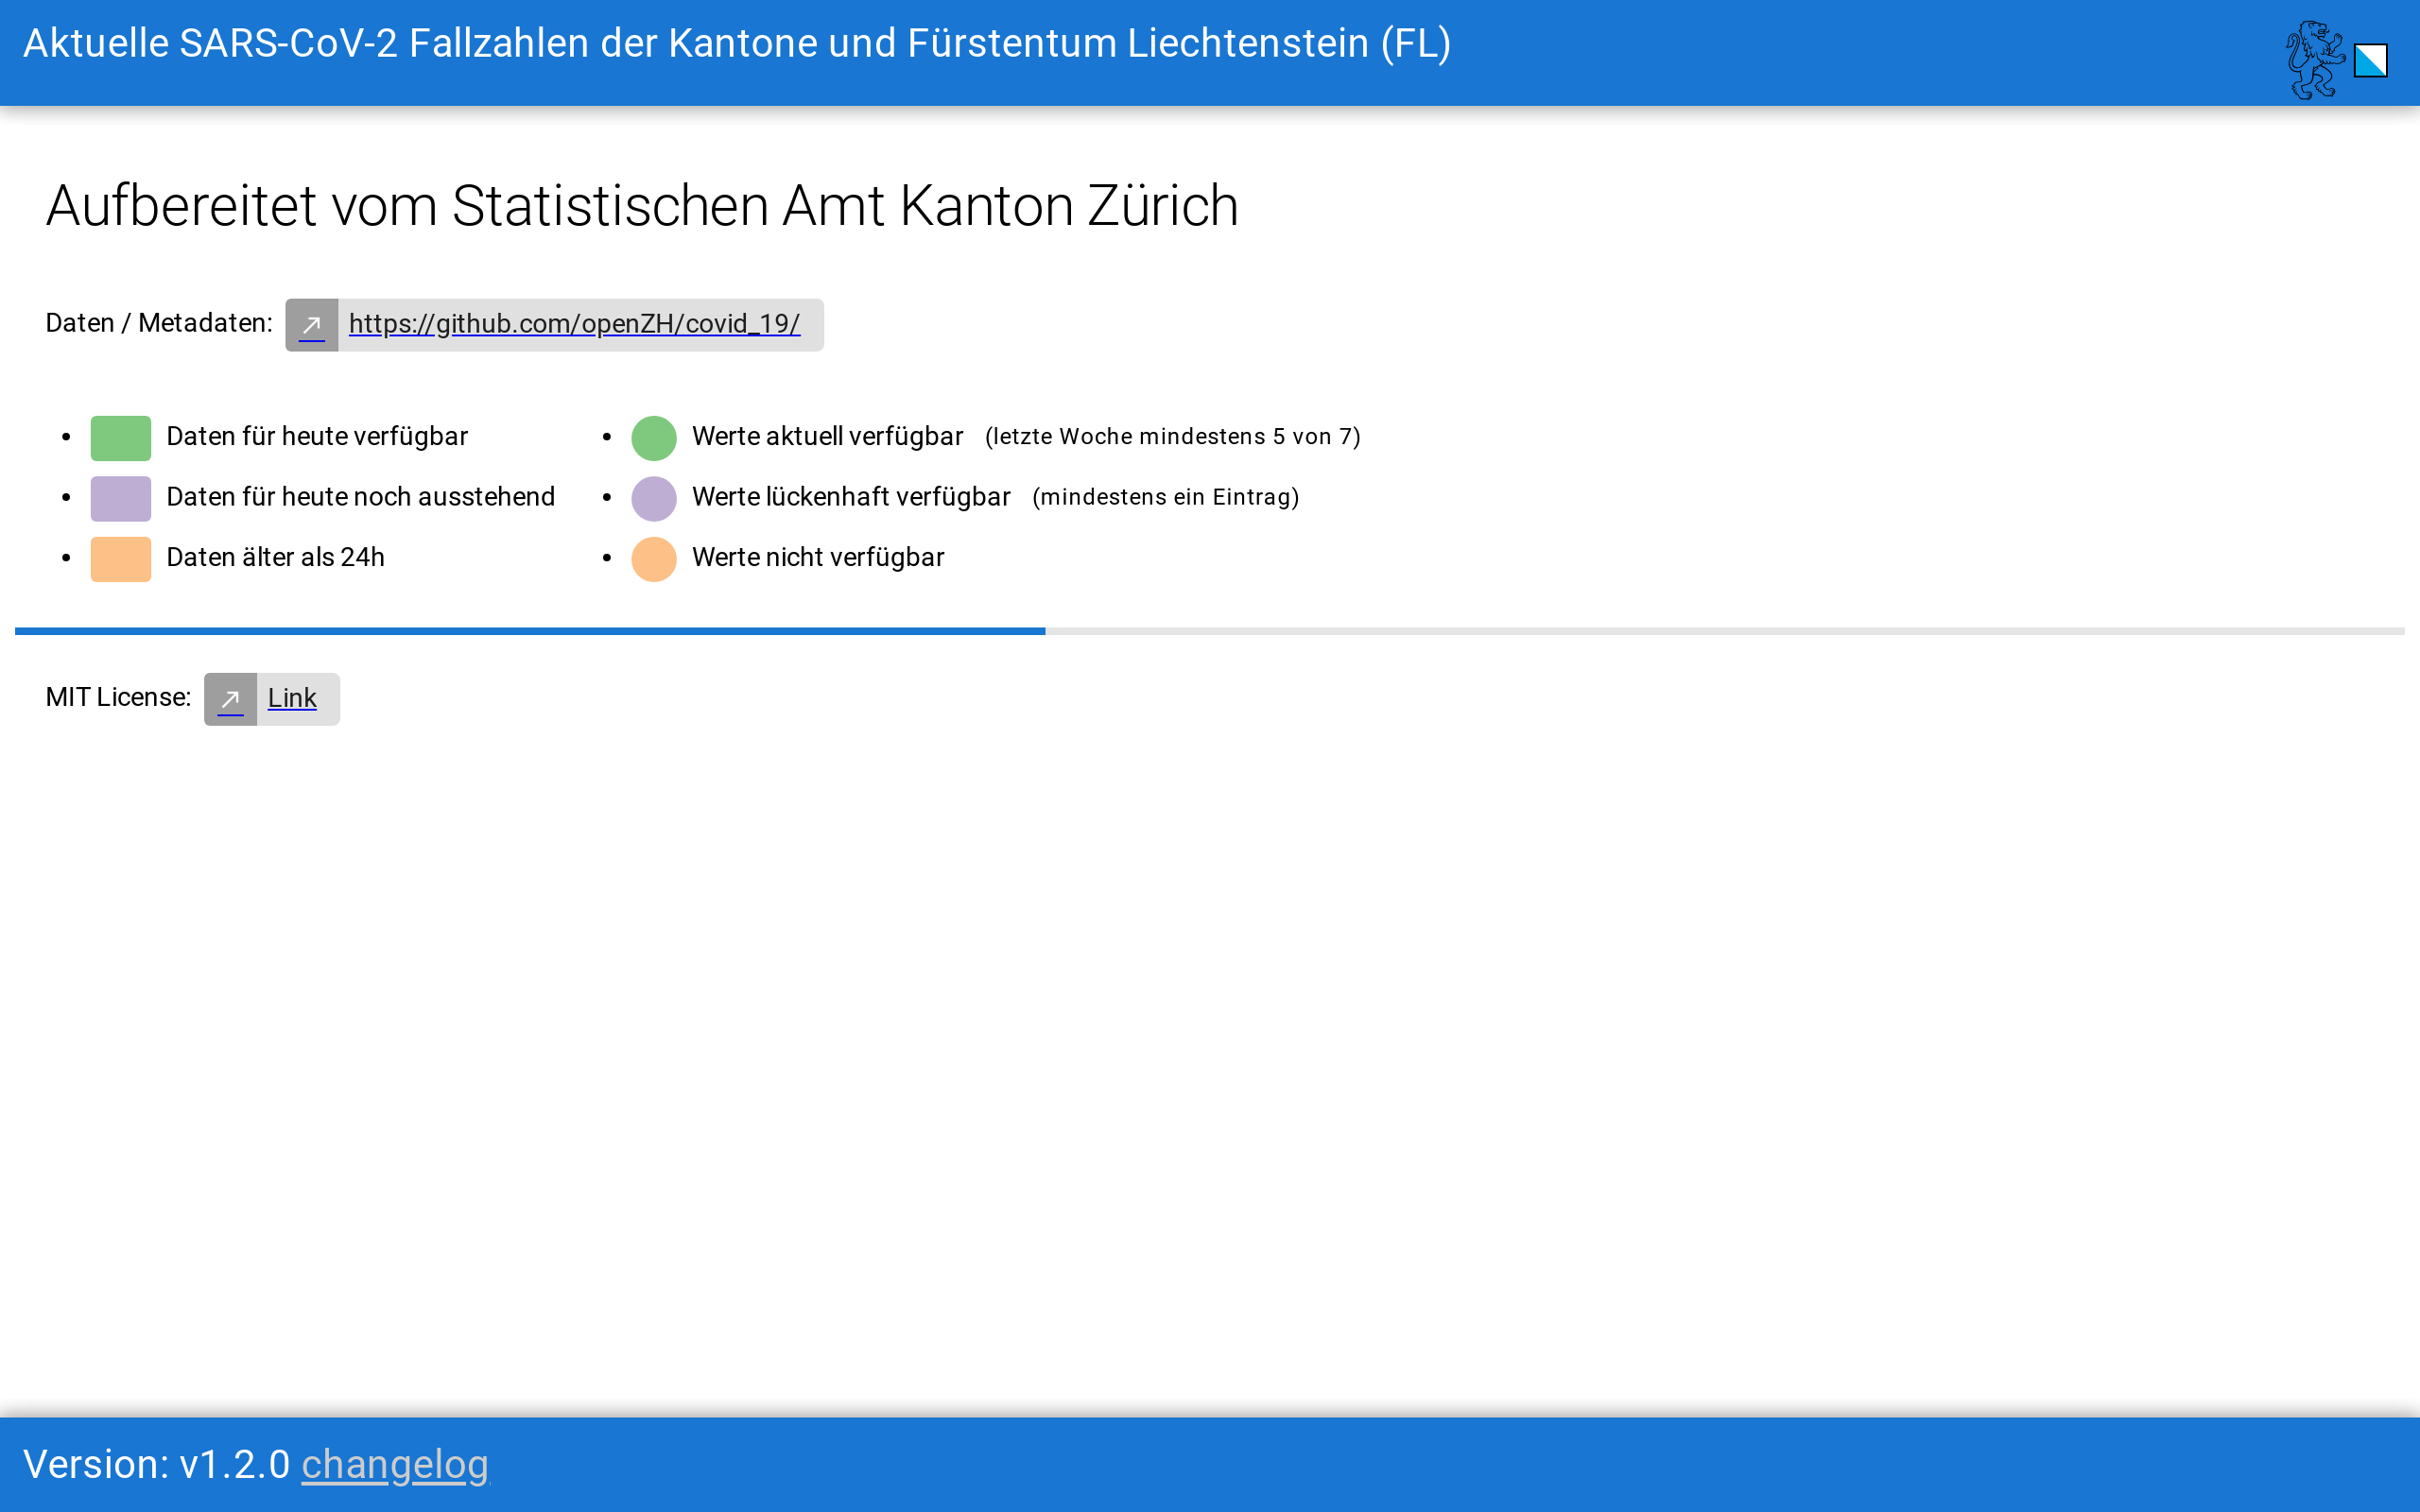 Aktuelle SARS-CoV-2 Fallzahlen der Kantone und Fürstentum Liechtenstein (FL)
Aufbereitet vom Statistischen Amt Kanton Zürich
Daten / Metadaten: https://github.com/openZH/covid_19/
Daten für heute verfügbar
Daten für heute noch ausstehend
Daten älter als 24h
Werte aktuell verfügbar (letzte Woche mindestens 5 von 7)
Werte lückenhaft verfügbar (mindestens ein Eintrag)
Werte nicht verfügbar
MIT License: Link
Version: v1.2.0 changelog